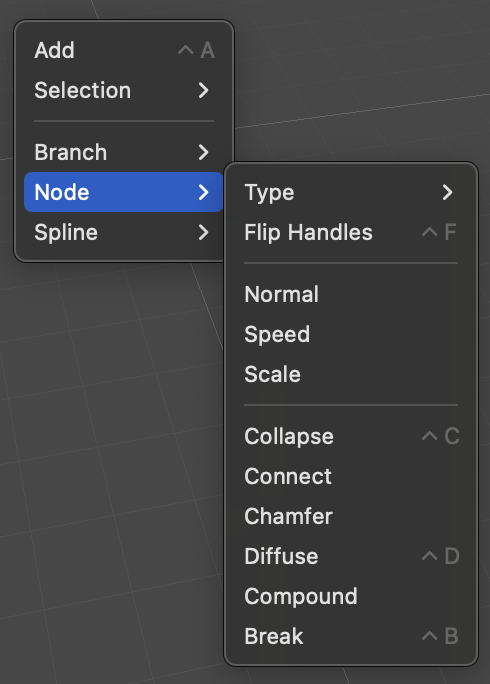 Add ^ A
Selection >
Branch >
Node >
Spline >
Type >
Flip Handles ^ F
Normal
Speed
Scale
Collapse ^ C
Connect
Chamfer
Diffuse ^ D
Compound
Break ^ B